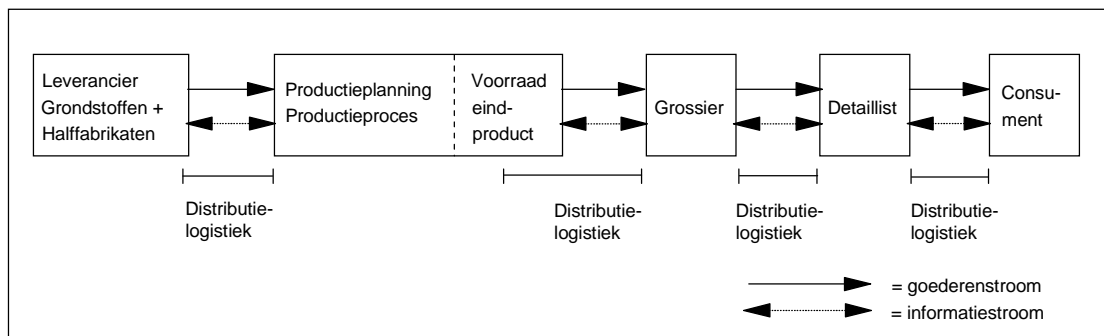 Leverancier
Grondstoffen +
Halffabrikaten
Productieplanning
Productieproces
Voorraad
eind-
product
Grossier
Detaillist
Consu-
ment
Distributie-
logistiek
Distributie-
logistiek
Distributie-
logistiek
Distributie-
logistiek
= goederenstroom
= informatiestroom